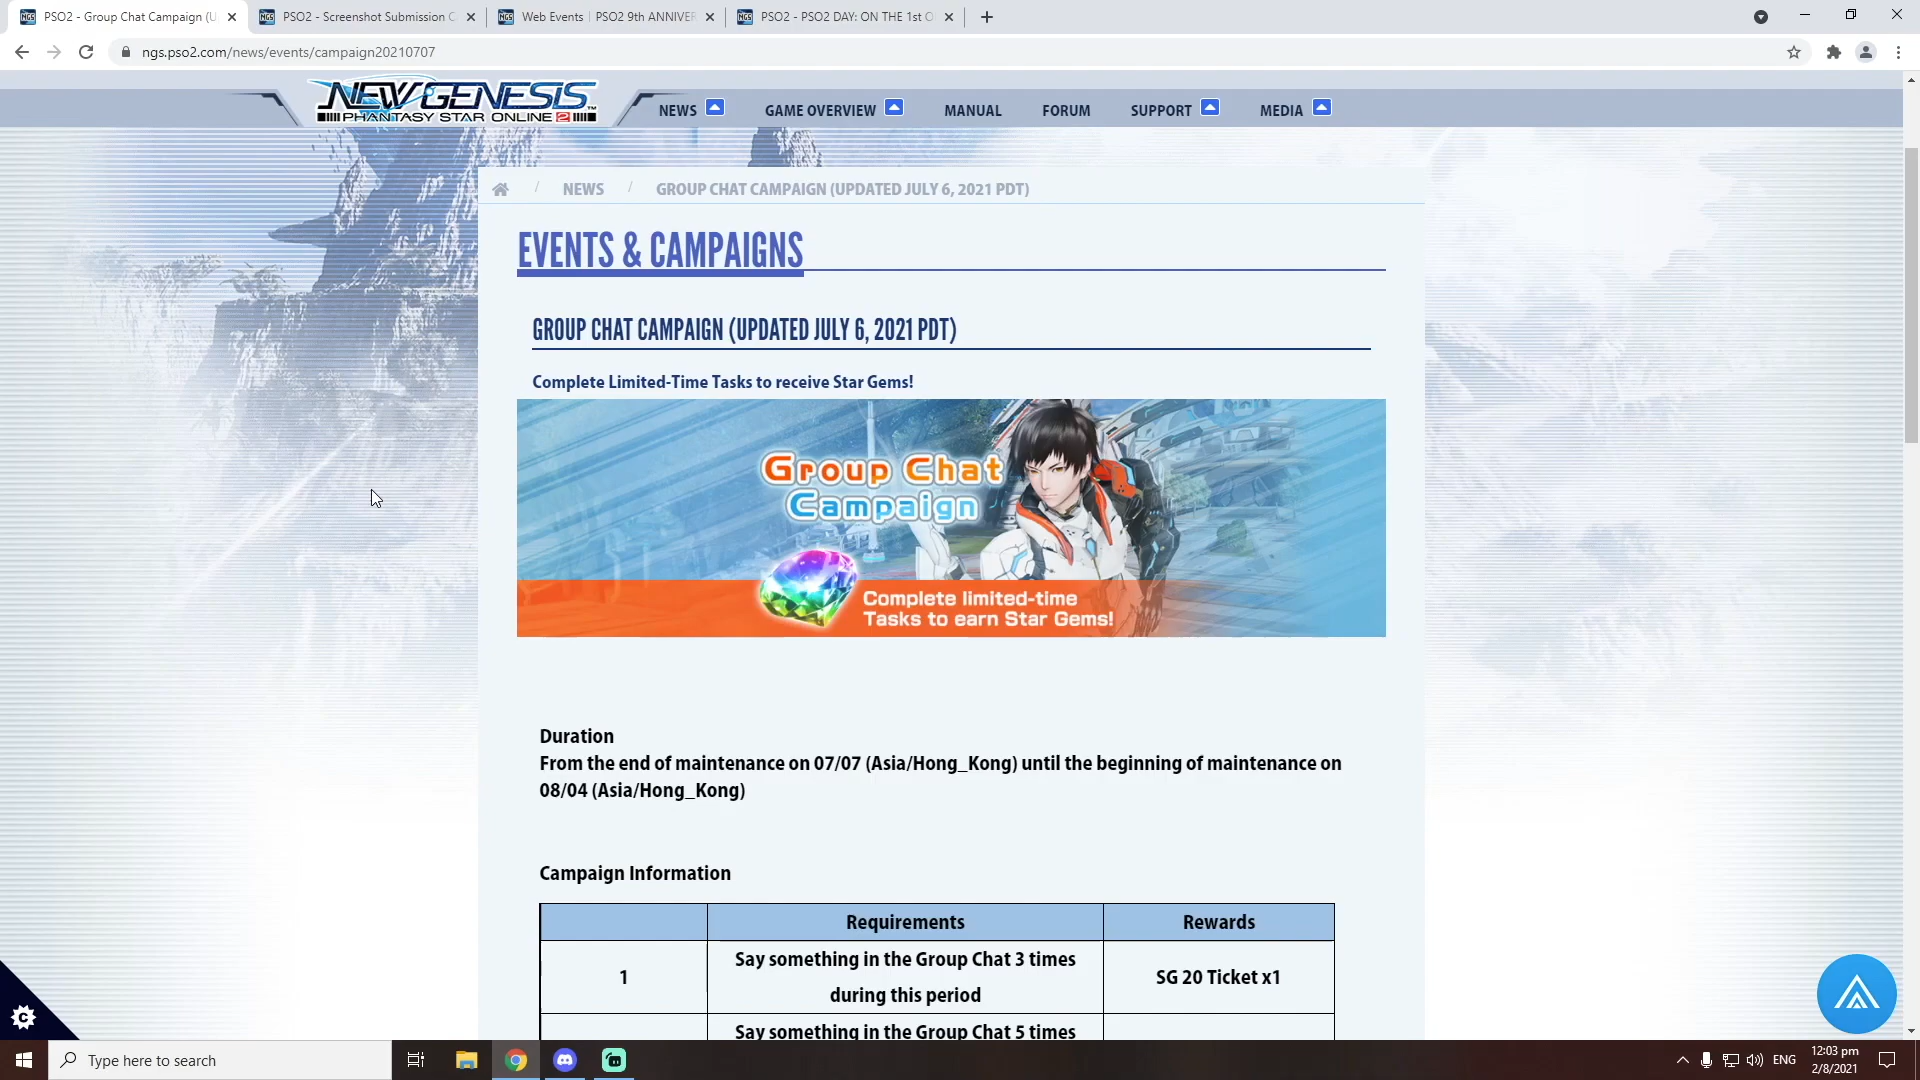 PSO2 - Group Chat Campaign (U
PSO2 - Screenshot Submission C
Web Events | PSO2 9th ANNIVER
PSO2 - PSO2 DAY: ON THE 1st O
ngs.pso2.com/news/events/campaign20210707
NEW GENESIS
PHANTASY STAR ONLINE 2
NEWS
GAME OVERVIEW
MANUAL
FORUM
SUPPORT
MEDIA
/ NEWS / GROUP CHAT CAMPAIGN (UPDATED JULY 6, 2021 PDT)
EVENTS & CAMPAIGNS
GROUP CHAT CAMPAIGN (UPDATED JULY 6, 2021 PDT)
Complete Limited-Time Tasks to receive Star Gems!
Group Chat
Campaign
Complete limited-time
Tasks to earn Star Gems!
Duration
From the end of maintenance on 07/07 (Asia/Hong_Kong) until the beginning of maintenance on
08/04 (Asia/Hong_Kong)
Campaign Information
Requirements
Rewards
1
Say something in the Group Chat 3 times
during this period
SG 20 Ticket x1
Say something in the Group Chat 5 times
Type here to search
ENG
12:03 pm
2/8/2021